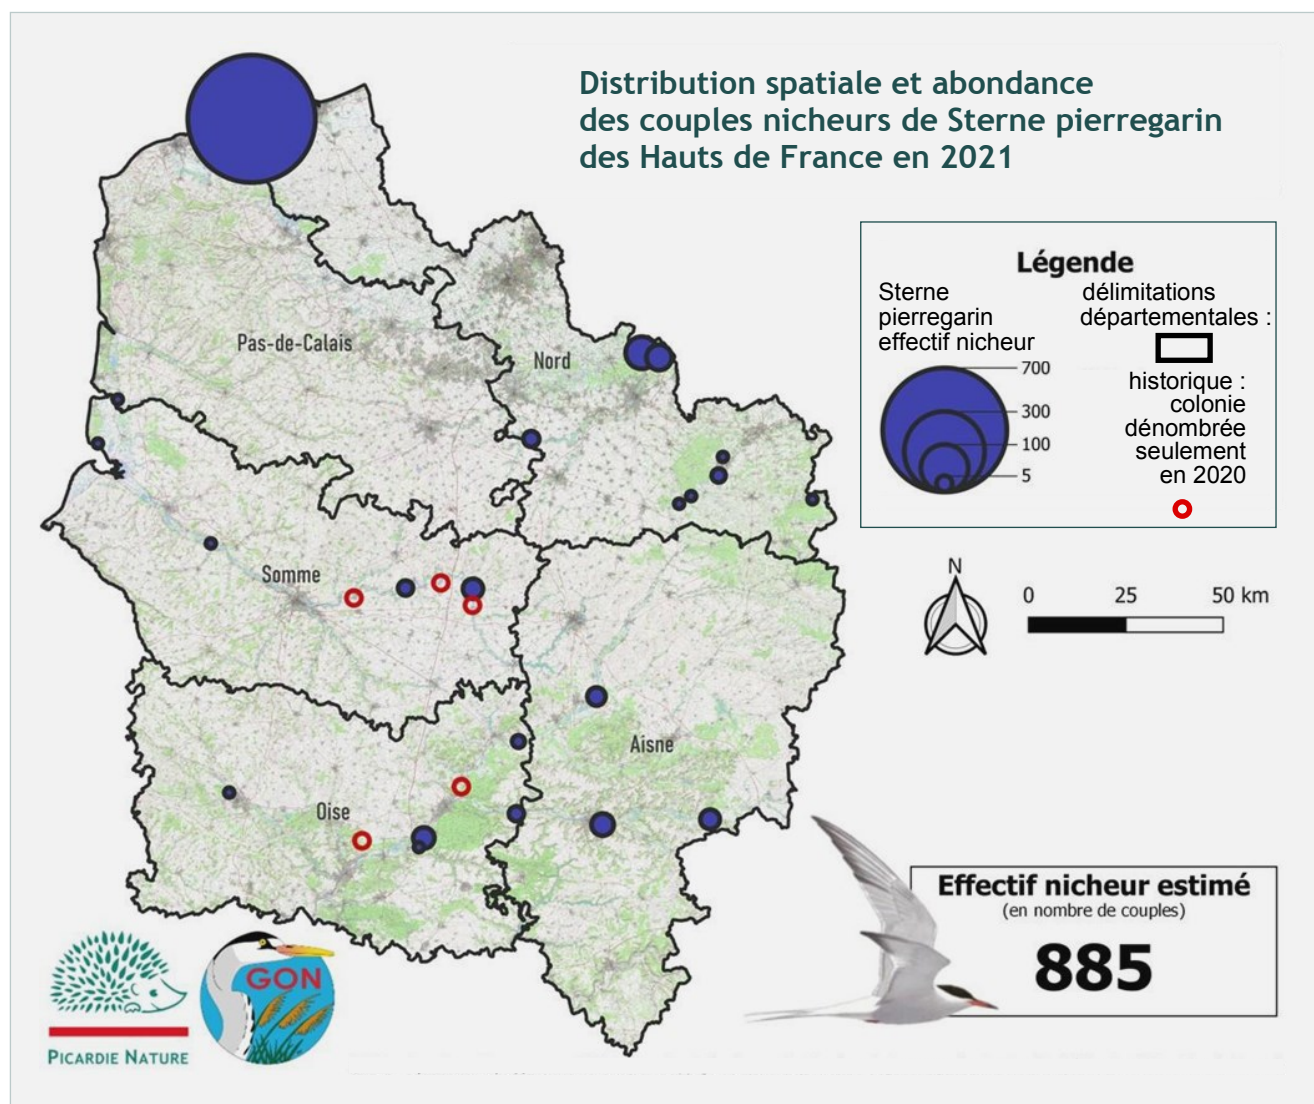 Distribution spatiale et abondance
des couples nicheurs de Sterne pierregarin
des Hauts de France en 2021
Légende
Sterne
pierregarin
effectif nicheur
700
300
100
5
délimitations
départementales :
historique :
colonie
dénombrée
seulement
en 2020
Pas-de-Calais
Nord
Somme
Aisne
Oise
N
0 25 50 km
Effectif nicheur estimé
(en nombre de couples)
885
PICARDIE NATURE
GON